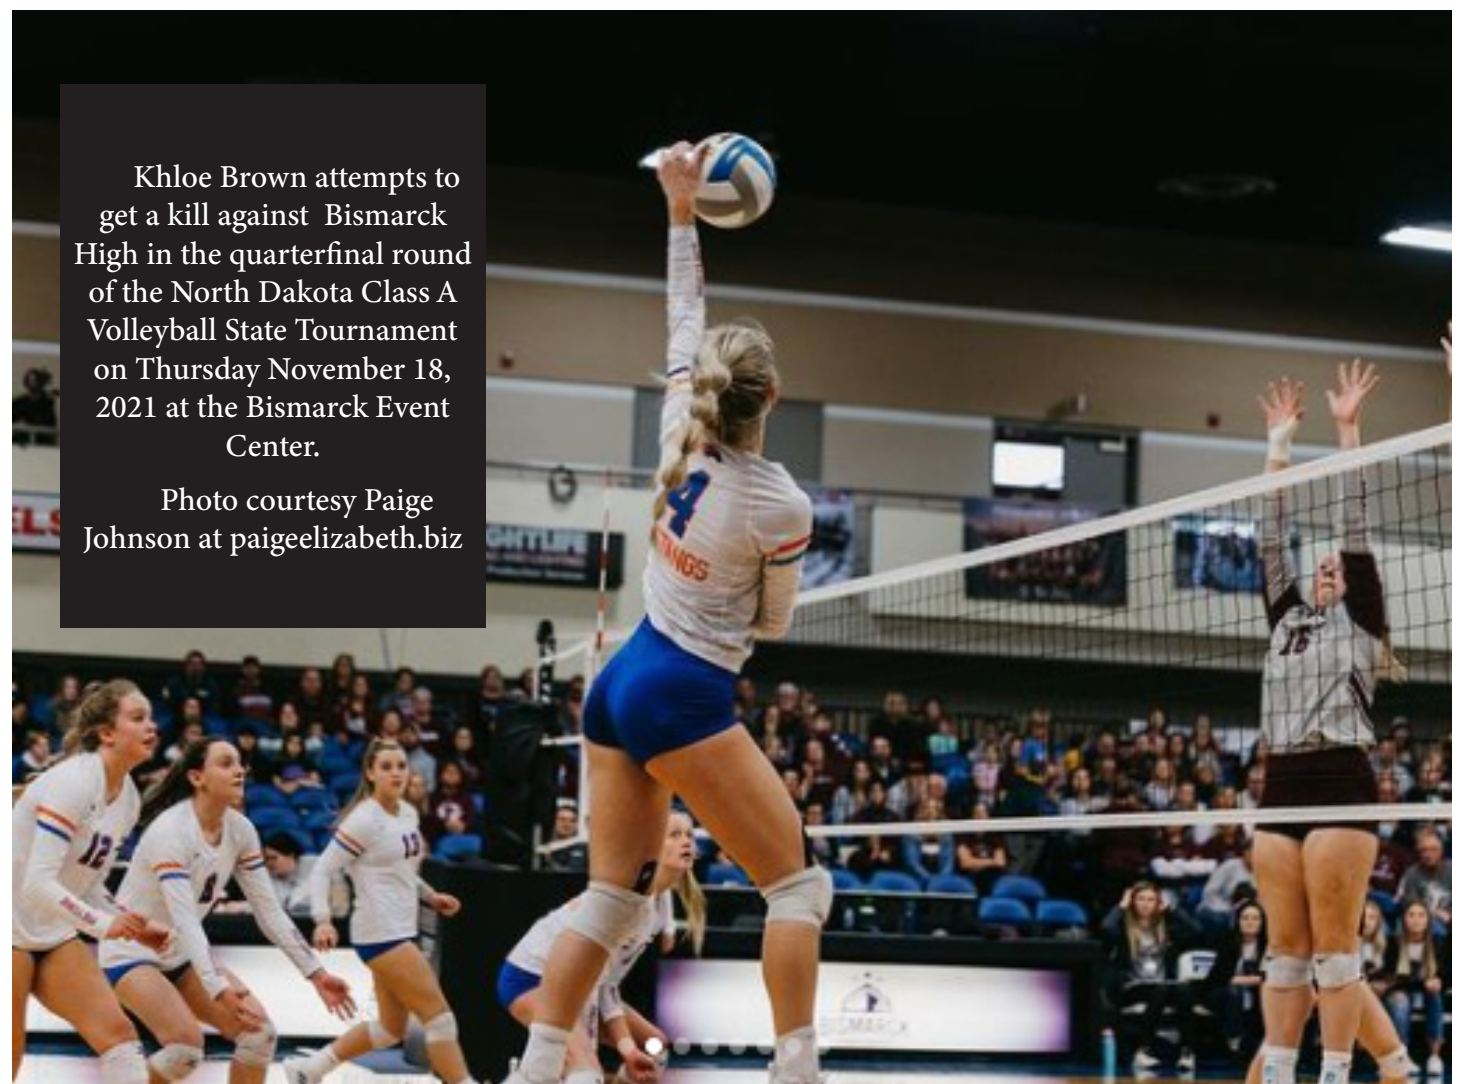 Khloe Brown attempts to
get a kill against  Bismarck
High in the quarterfinal round
of the North Dakota Class A
Volleyball State Tournament
on Thursday November 18,
2021 at the Bismarck Event
Center.
Photo courtesy Paige
Johnson at paigeelizabeth.biz
4
TANGS
16
12
13
BISMARCK